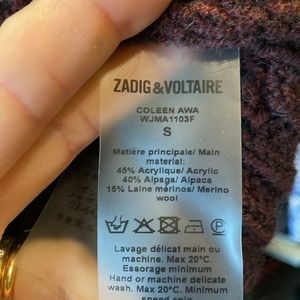 ZADIG&VOLTAIRE
COLEEN AWA
WJMA1103F
S
Matière principale/ Main
material:
45% Acrylique/ Acrylic
40% Alpaga/ Alpaca
15% Laine mérinos/ Merino
wool
Lavage délicat main ou
machine. Max 20°C.
Essorage minimum
Hand or machine delicate
wash. Max 20°C. Minimum